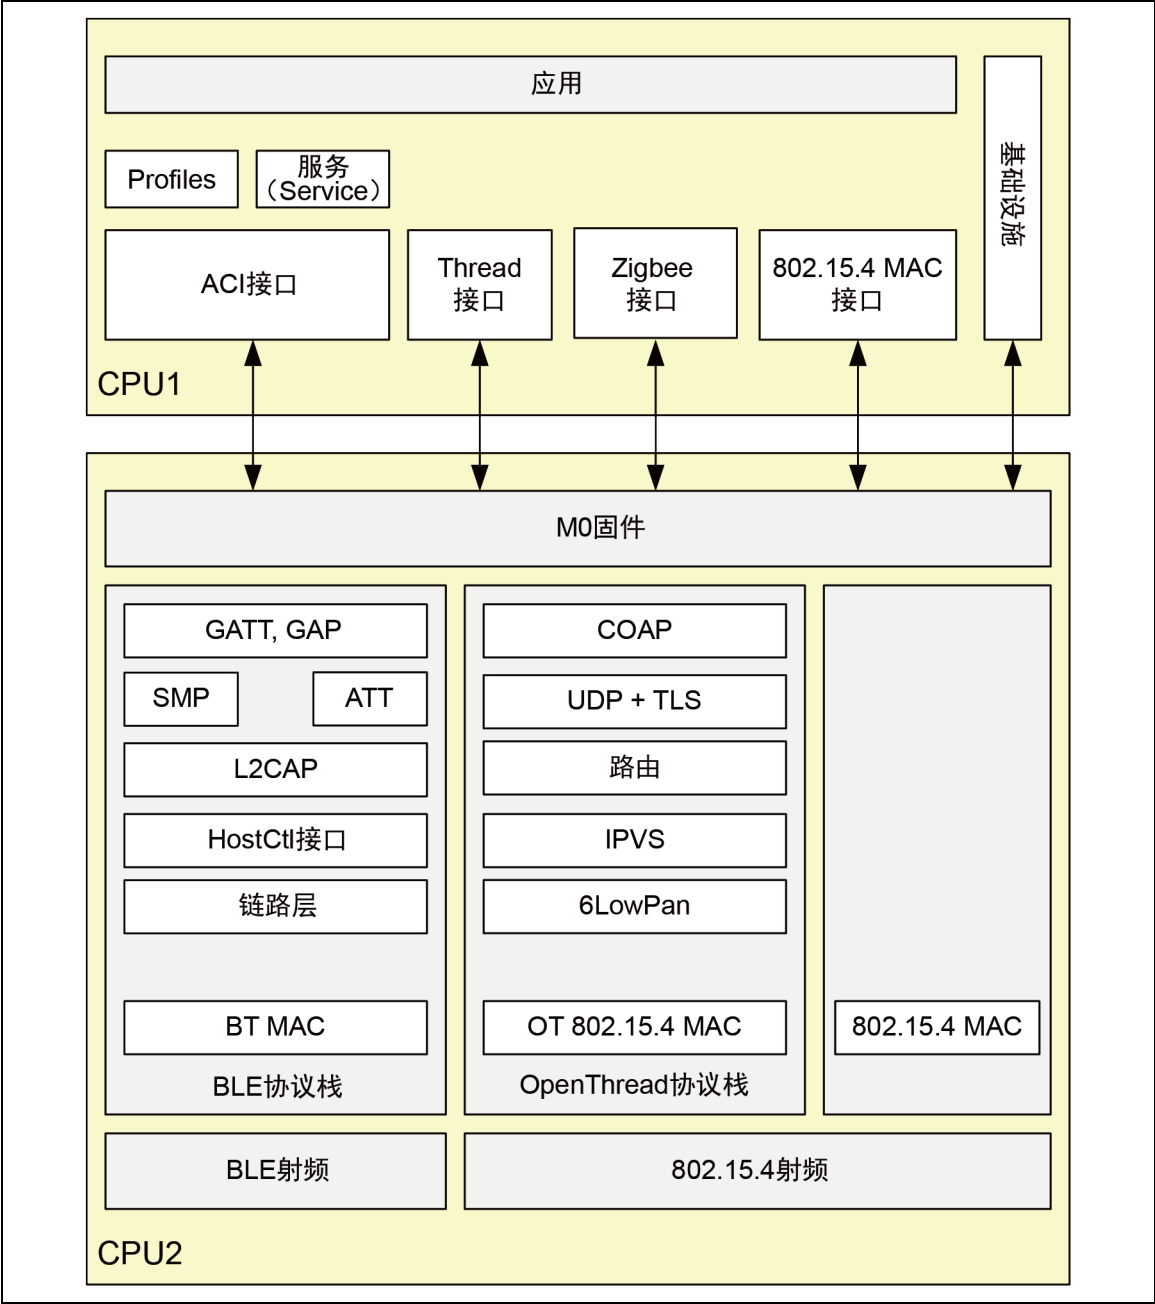 应用
基础设施
Profiles
服务
（Service）
ACI接口
Thread
接口
Zigbee
接口
802.15.4 MAC
接口
CPU1
M0固件
GATT, GAP
SMP
ATT
L2CAP
HostCtl接口
链路层
BT MAC
BLE协议栈
COAP
UDP + TLS
路由
IPVS
6LowPan
OT 802.15.4 MAC
OpenThread协议栈
802.15.4 MAC
BLE射频
802.15.4射频
CPU2